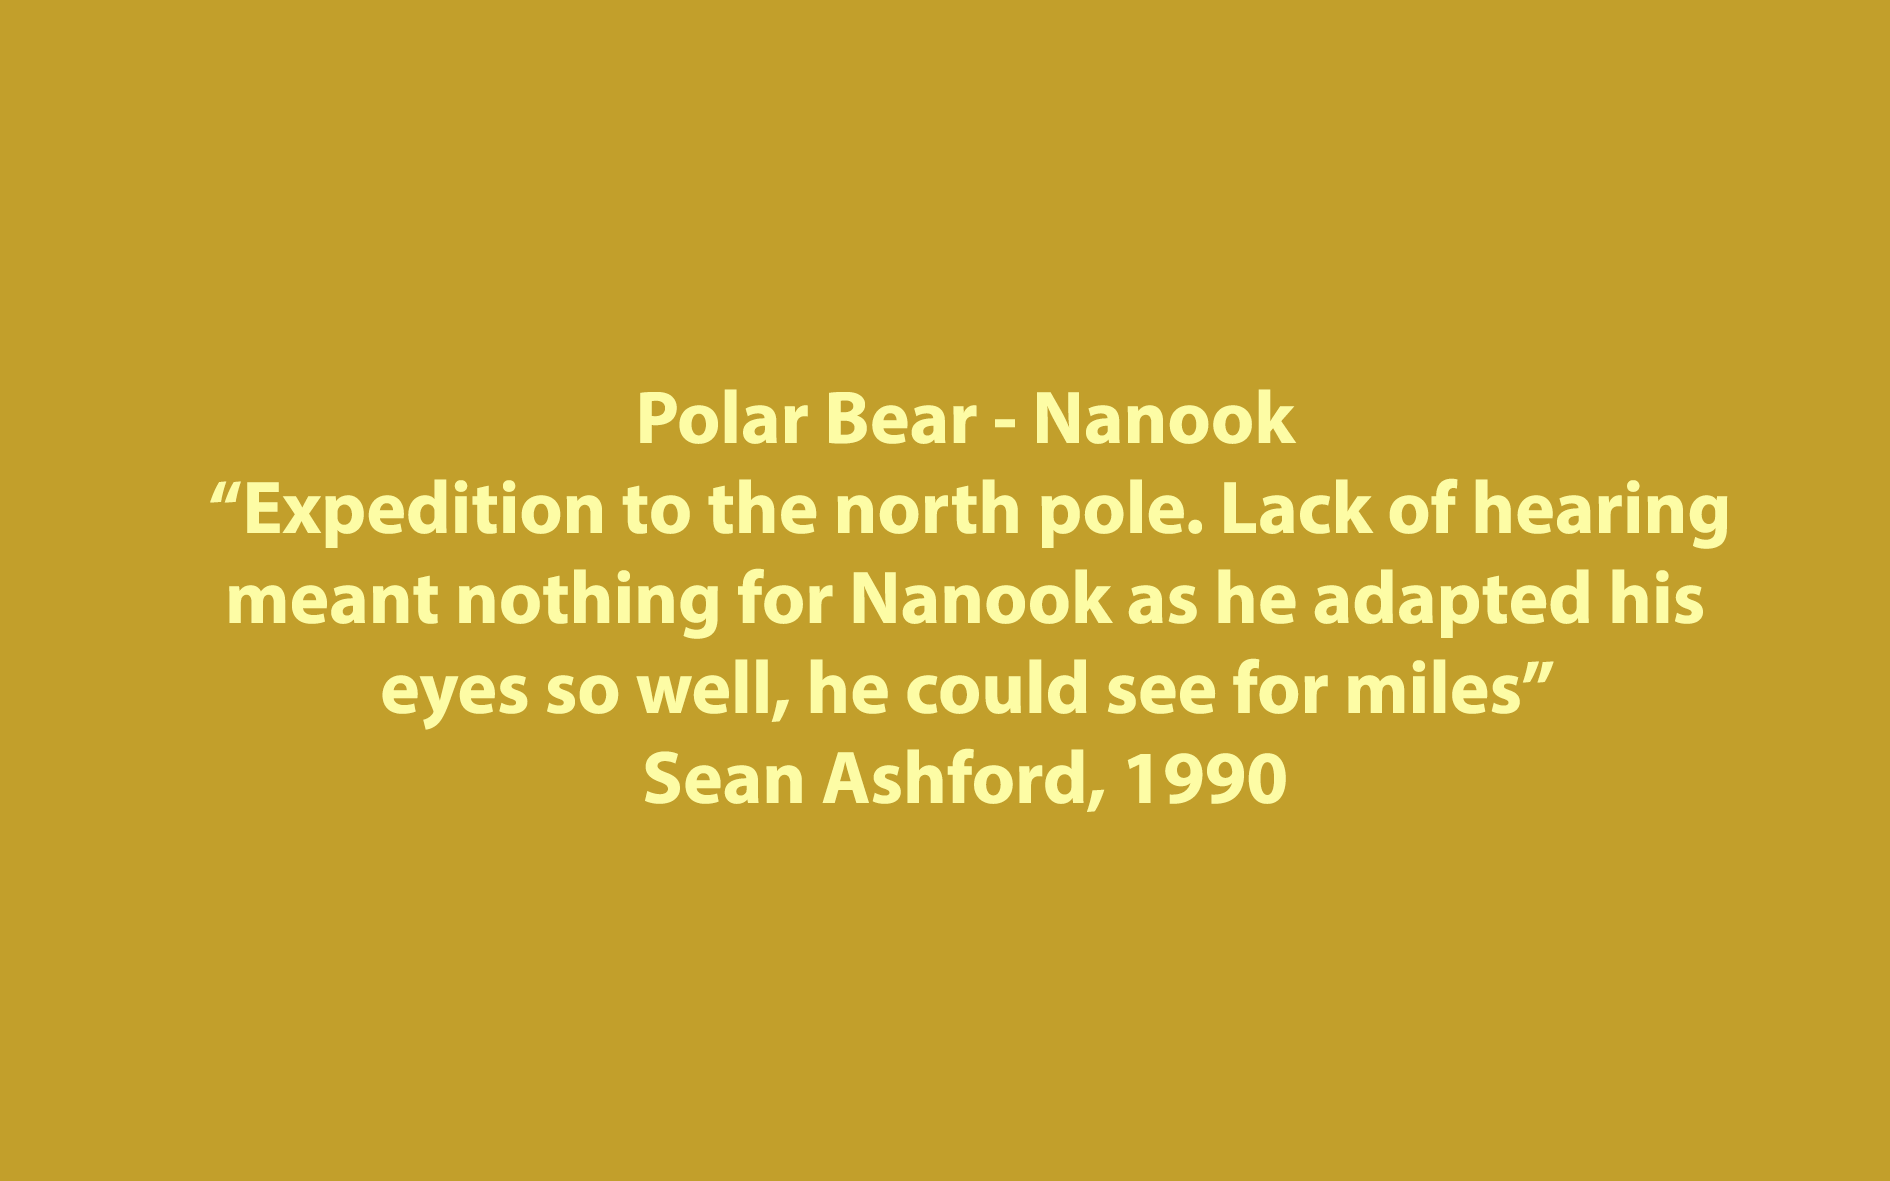 Polar Bear - Nanook
“Expedition to the north pole. Lack of hearing
meant nothing for Nanook as he adapted his
eyes so well, he could see for miles”
Sean Ashford, 1990